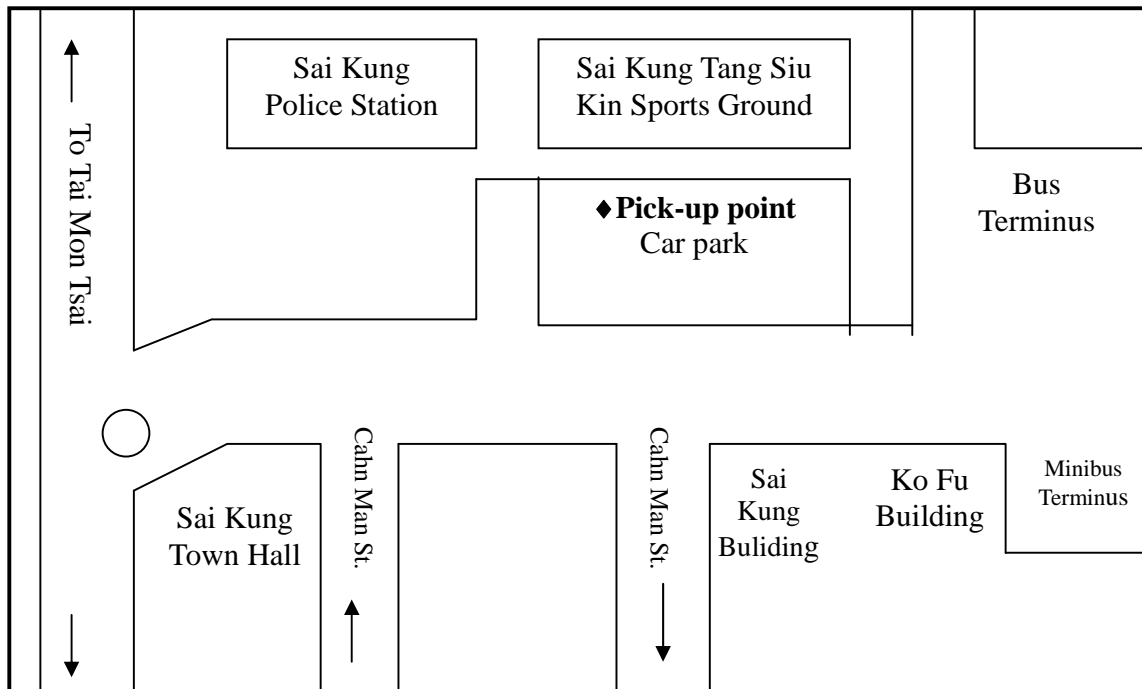 Sai Kung
Police Station
Sai Kung Tang Siu
Kin Sports Ground
To Tai Mon Tsai
Bus
Terminus
Pick-up point
Car park
Cahn Man St.
Cahn Man St.
Sai Kung
Town Hall
Sai
Kung
Buliding
Ko Fu
Building
Minibus
Terminus